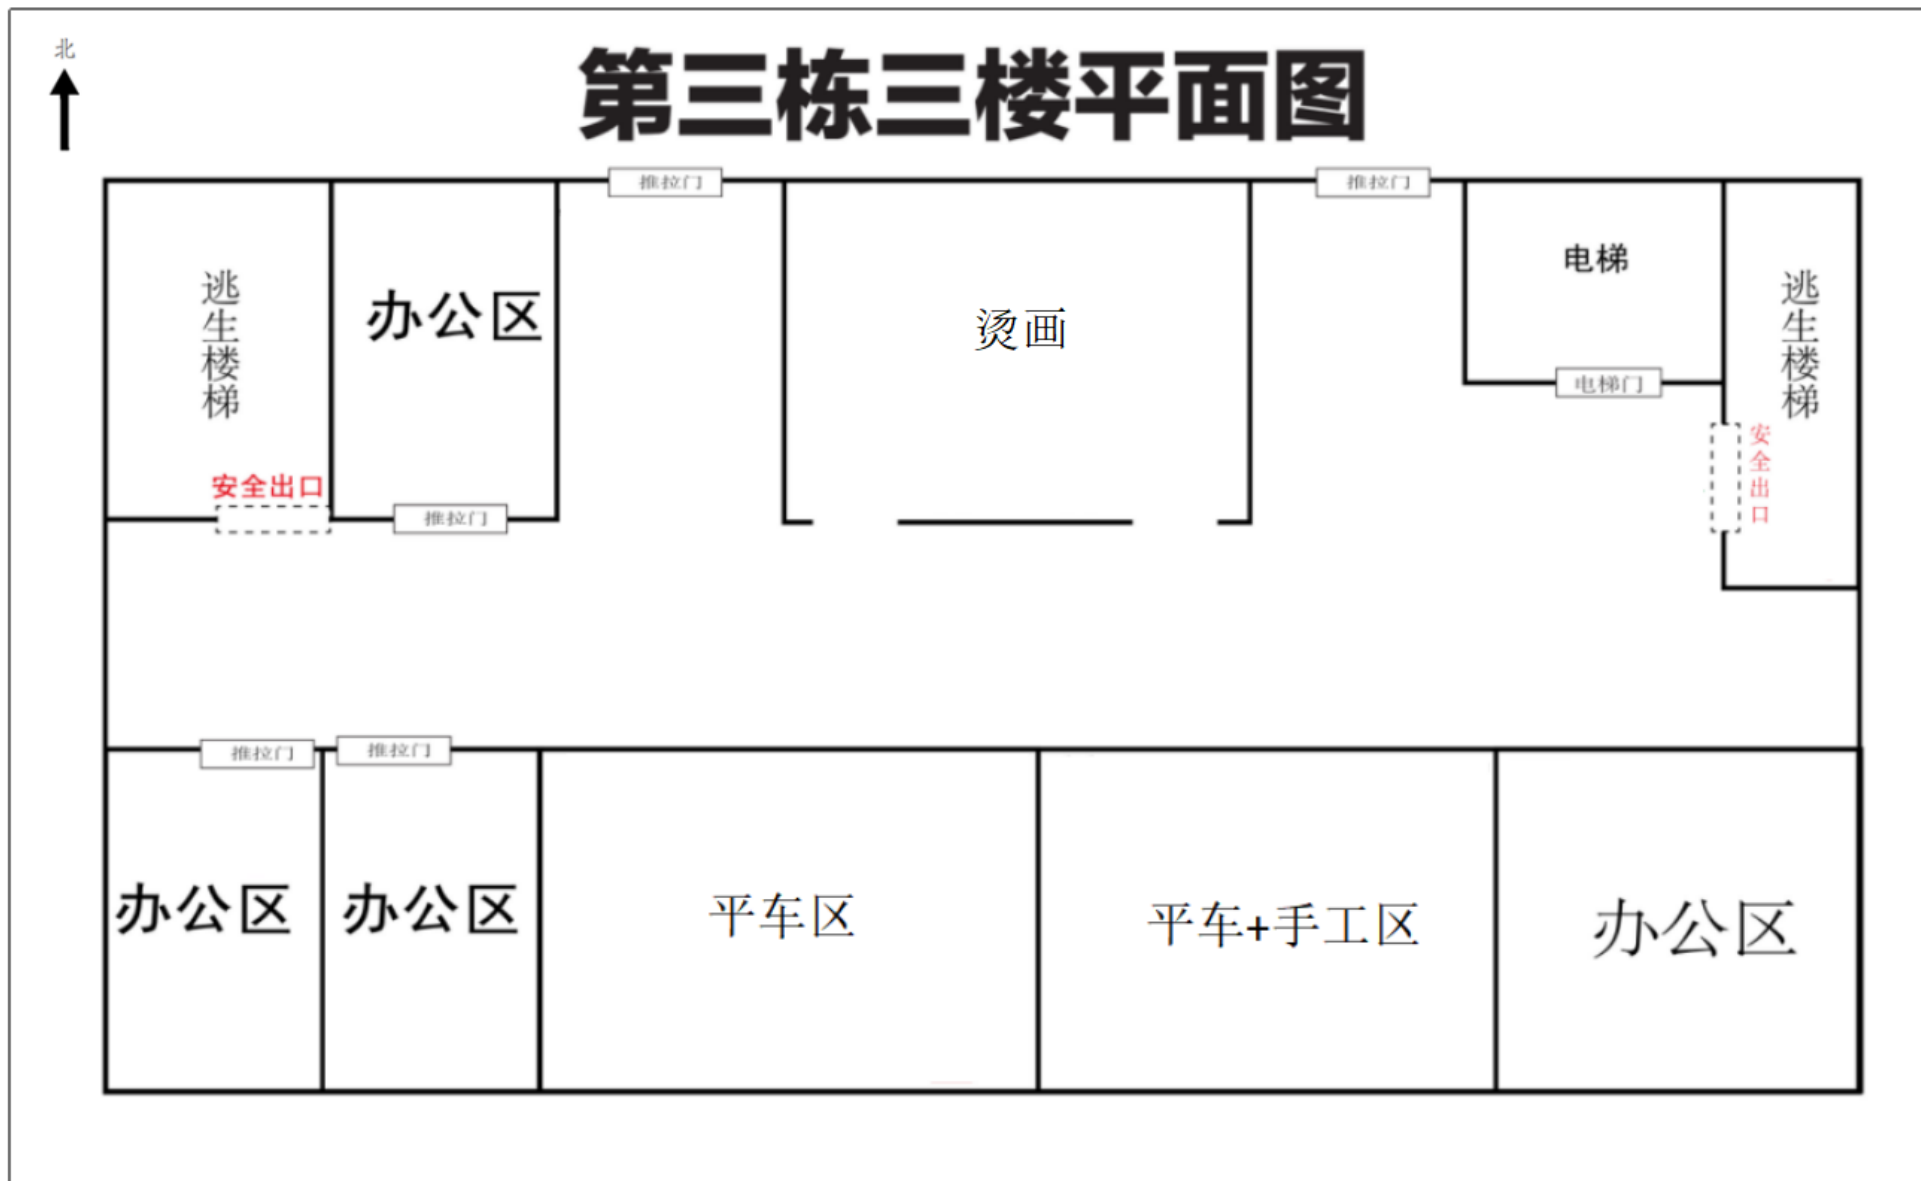 北
第三栋三楼平面图
推拉门
推拉门
逃生楼梯
办公区
烫画
电梯
逃生楼梯
电梯门
安全出口
安全出口
推拉门
推拉门
推拉门
办公区
办公区
平车区
平车+手工区
办公区